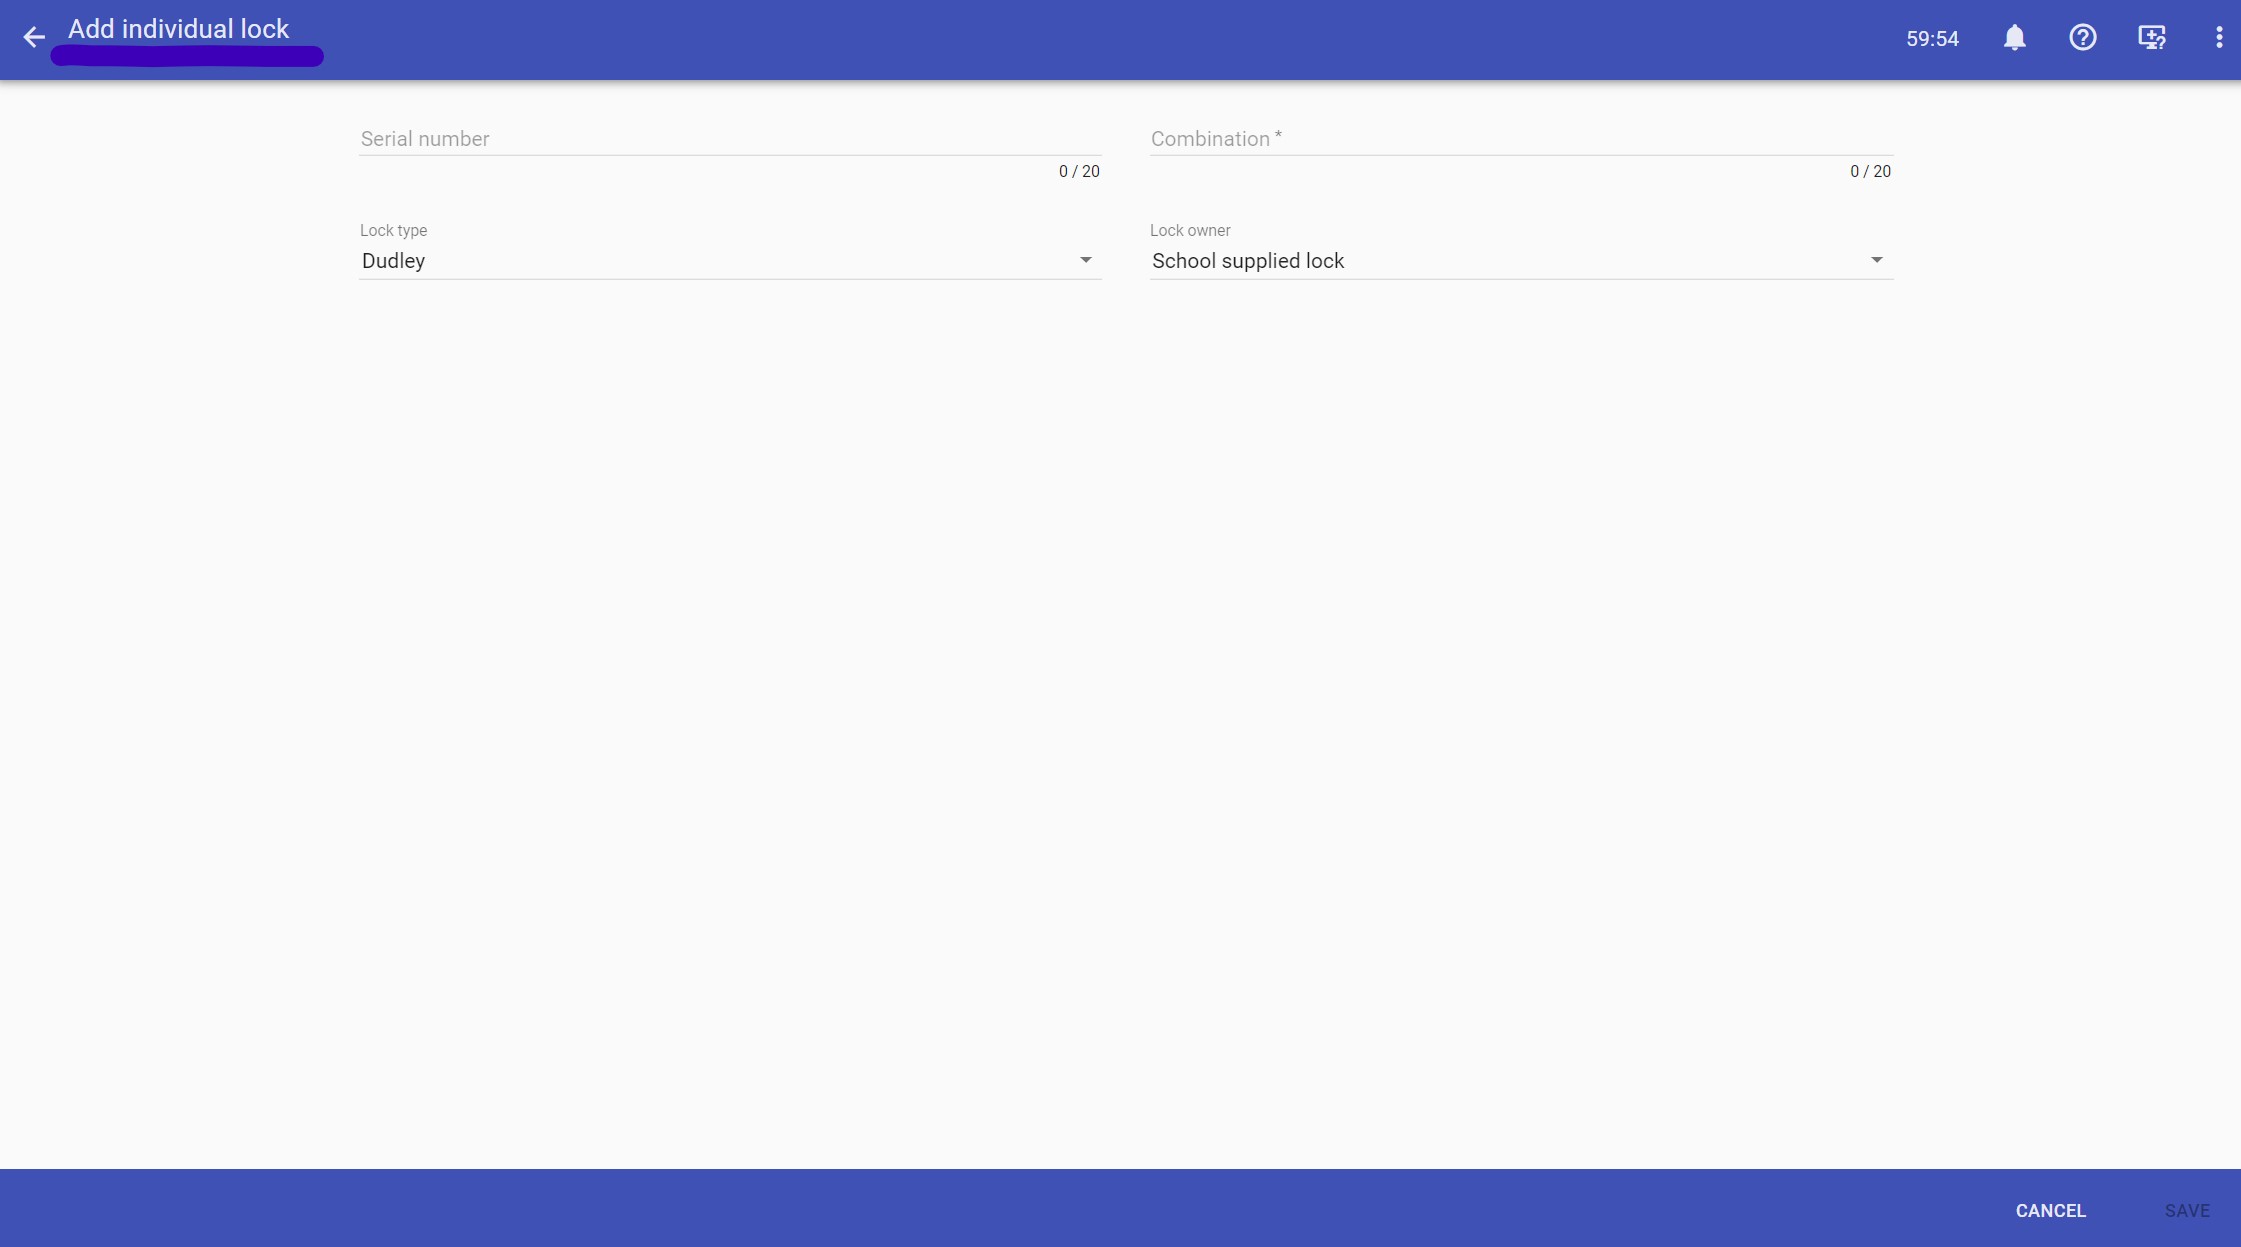 Add individual lock
59:54
Serial number
0 / 20
Combination *
0 / 20
Lock type
Dudley
Lock owner
School supplied lock
CANCEL
SAVE